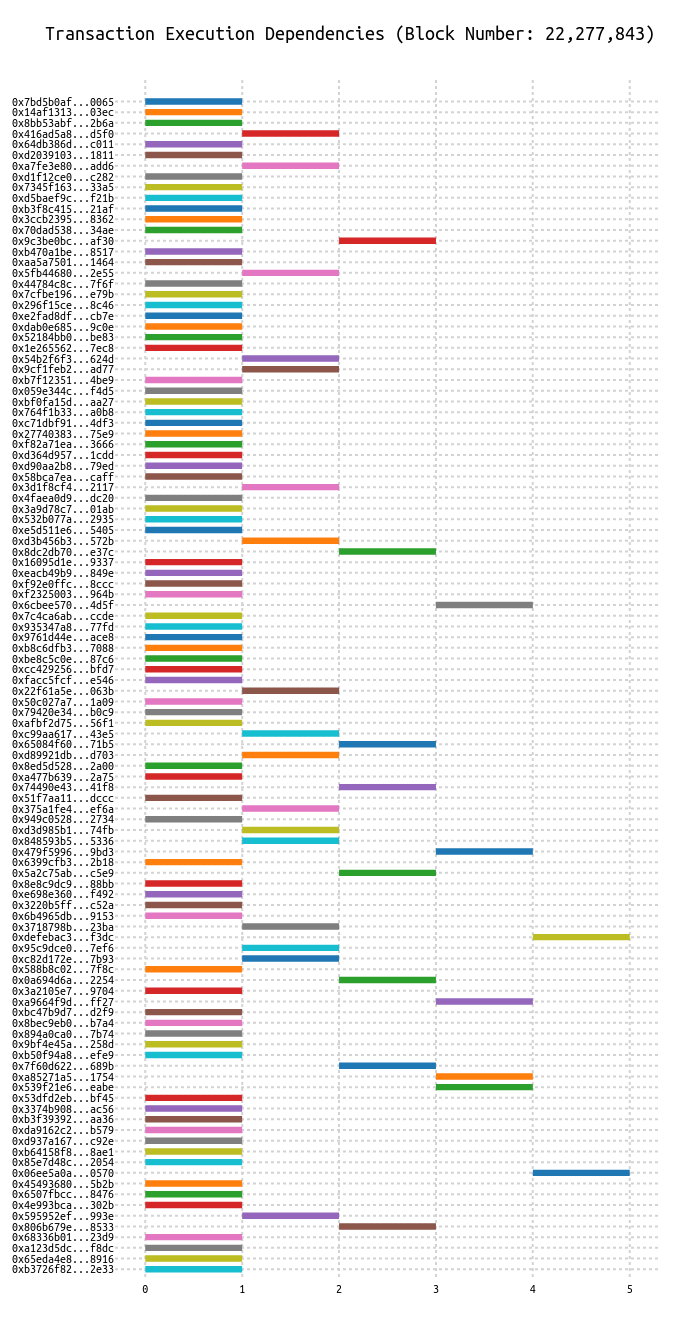 Transaction Execution Dependencies (Block Number: 22,277,843)
0x7bd5b0af...0065
0x14af1313...03ec
0x8bb53abf...2b6a
0x416ad5a8...d5f0
0x64db386d...c011
0xd2039103...1811
0xa7fe3e80...add6
0xd1f12ce0...c282
0x7345f163...33a5
0xd5baef9c...f21b
0xb3f8c415...21af
0x3ccb2395...8362
0x70dad538...34ae
0x9c3be0bc...af30
0xb470a1be...8517
0xaa5a7501...1464
0x5fb44680...2e55
0x44784c8c...7f6f
0x7cfbe196...e79b
0x296f15ce...8c46
0xe2fad8df...cb7e
0xdab0e685...9c0e
0x52184bb0...be83
0x1e265562...7ec8
0x54b2f6f3...624d
0x9cf1feb2...ad77
0xb7f12351...4be9
0x059e344c...f4d5
0xbf0fa15d...aa27
0x764f1b33...a0b8
0xc71dbf91...4df3
0x27740383...75e9
0xf82a71ea...3666
0xd364d957...1cdd
0xd90aa2b8...79ed
0x58bca7ea...caff
0x3d1f8cf4...2117
0x4faea0d9...dc20
0x3a9d78c7...01ab
0x532b077a...2935
0xe5d511e6...5405
0xd3b456b3...572b
0x8dc2db70...e37c
0x16095d1e...9337
0xeacb49b9...849e
0xf92e0ffc...8ccc
0xf2325003...964b
0x6cbee570...4d5f
0x7c4ca6ab...ccde
0x935347a8...77fd
0x9761d44e...ace8
0xb8c6dfb3...7088
0xbe8c5c0e...87c6
0xcc429256...bfd7
0xfacc5fcf...e546
0x22f61a5e...063b
0x50c027a7...1a09
0x79420e34...b0c9
0xafbf2d75...56f1
0xc99aa617...43e5
0x65084f60...71b5
0xd89921db...d703
0x8ed5d528...2a00
0xa477b639...2a75
0x74490e43...41f8
0x51f7aa11...dccc
0x375a1fe4...ef6a
0x949c0528...2734
0xd3d985b1...74fb
0x848593b5...5336
0x479f5996...9bd3
0x6399cfb3...2b18
0x5a2c75ab...c5e9
0x8e8c9dc9...88bb
0xe698e360...f492
0x3220b5ff...c52a
0x6b4965db...9153
0x3718798b...23ba
0xdefebac3...f3dc
0x95c9dce0...7ef6
0xc82d172e...7b93
0x588b8c02...7f8c
0x0a694d6a...2254
0x3a2105e7...9704
0xa9664f9d...ff27
0xbc47b9d7...d2f9
0x8bec9eb0...b7a4
0x894a0ca0...7b74
0x9bf4e45a...258d
0xb50f94a8...efe9
0x7f60d622...689b
0xa85271a5...1754
0x539f21e6...eabe
0x53dfd2eb...bf45
0x3374b908...ac56
0xb3f39392...aa36
0xda9162c2...b579
0xd937a167...c92e
0xb64158f8...8ae1
0x85e7d48c...2054
0x06ee5a0a...0570
0x45493680...5b2b
0x6507fbcc...8476
0x4e993bca...302b
0x595952ef...993e
0x806b679e...8533
0x68336b01...23d9
0xa123d5dc...f8dc
0x65eda4e8...8916
0xb3726f82...2e33
0 1 2 3 4 5